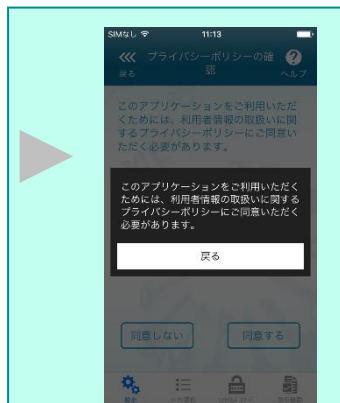 SIMなし 11:13
プライバシーポリシーの確認
戻る ヘルプ
このアプリケーションをご利用いただ
くためには、利用者情報の取扱いに関
するプライバシーポリシーにご同意い
ただく必要があります。
このアプリケーションをご利用いただく
ためには、利用者情報の取扱いに関する
プライバシーポリシーにご同意いただく
必要があります。
戻る
同意しない 同意する
設定